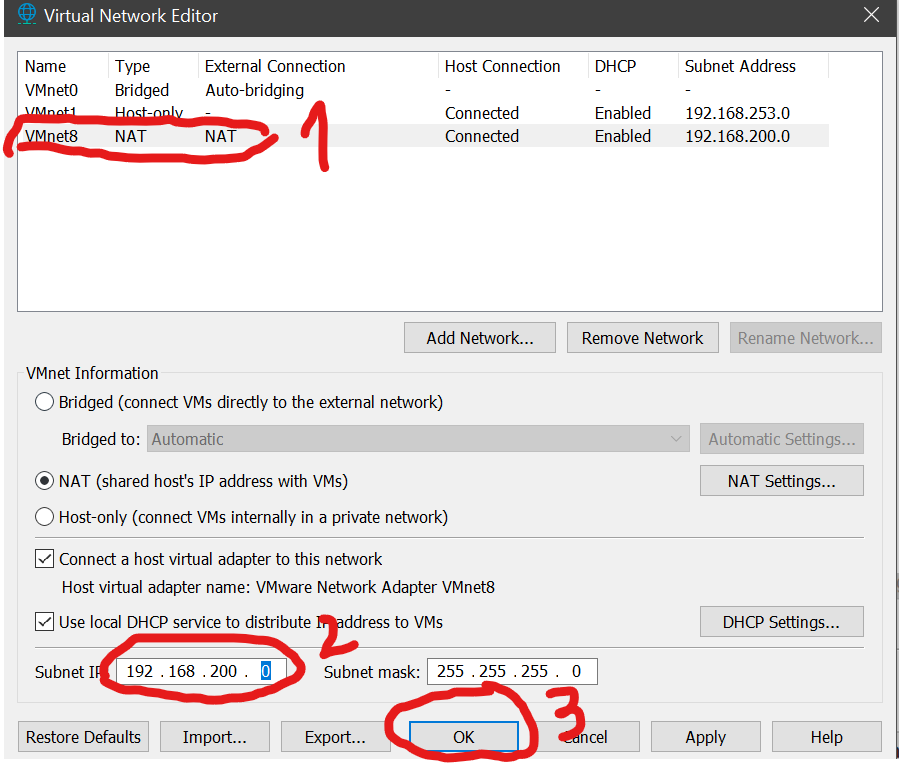 Virtual Network Editor
Name Type External Connection Host Connection DHCP Subnet Address
VMnet0 Bridged Auto-bridging - - -
VMnet1 Host-only - Connected Enabled 192.168.253.0
VMnet8 NAT NAT Connected Enabled 192.168.200.0
1
Add Network... Remove Network Rename Network...
VMnet Information
Bridged (connect VMs directly to the external network)
Bridged to: Automatic Automatic Settings...
NAT (shared host's IP address with VMs) NAT Settings...
Host-only (connect VMs internally in a private network)
Connect a host virtual adapter to this network
Host virtual adapter name: VMware Network Adapter VMnet8
Use local DHCP service to distribute IP address to VMs DHCP Settings...
2
Subnet IP: 192 . 168 . 200 . 0 Subnet mask: 255 . 255 . 255 . 0
3
Restore Defaults Import... Export... OK Cancel Apply Help